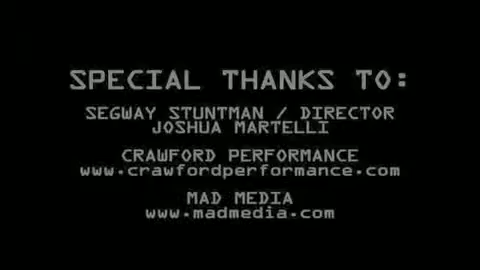 SPECIAL THANKS TO:
SEGWAY STUNTMAN / DIRECTOR
JOSHUA MARTELLI
CRAWFORD PERFORMANCE
www.crawfordperformance.com
MAD MEDIA
www.madmedia.com